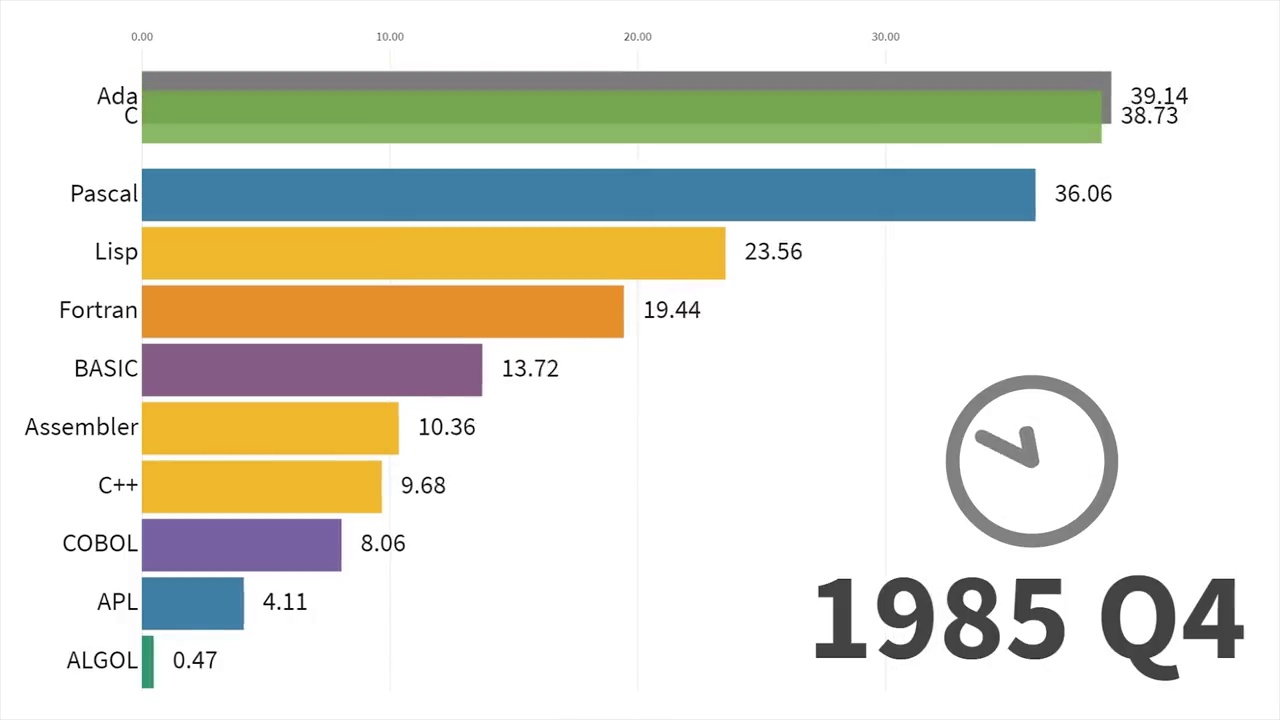 0.00 10.00 20.00 30.00
Ada 39.14
C 38.73
Pascal 36.06
Lisp 23.56
Fortran 19.44
BASIC 13.72
Assembler 10.36
C++ 9.68
COBOL 8.06
APL 4.11
ALGOL 0.47
1985 Q4